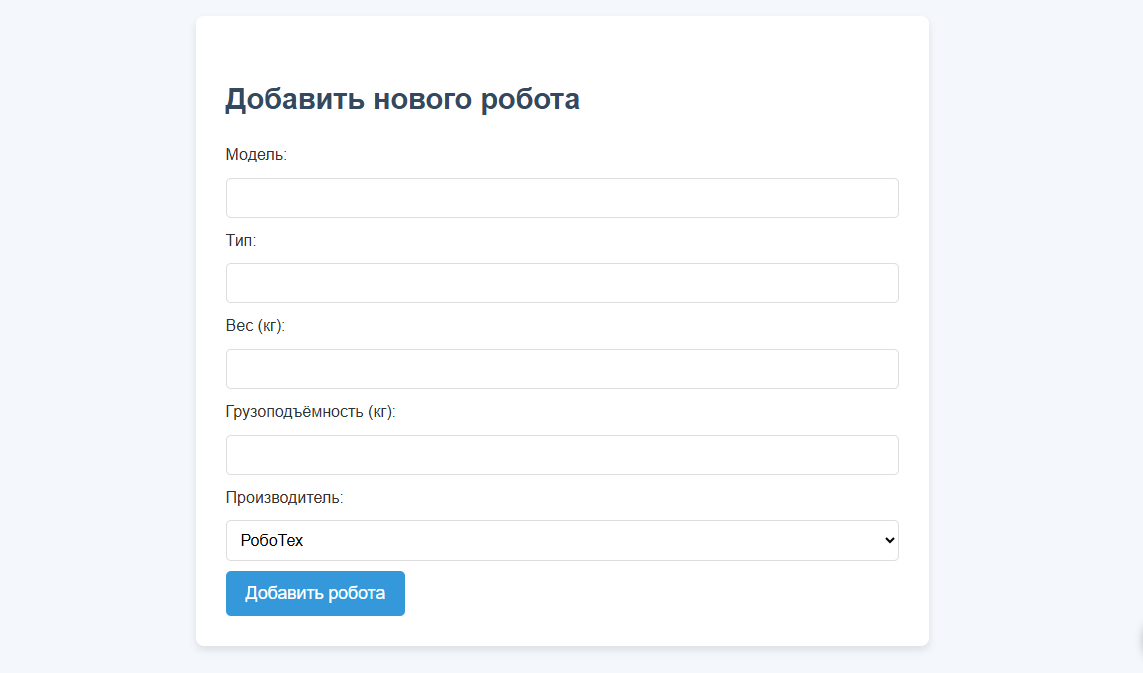 Добавить нового робота
Модель:
Тип:
Вес (кг):
Грузоподъёмность (кг):
Производитель:
РобоТех
Добавить робота